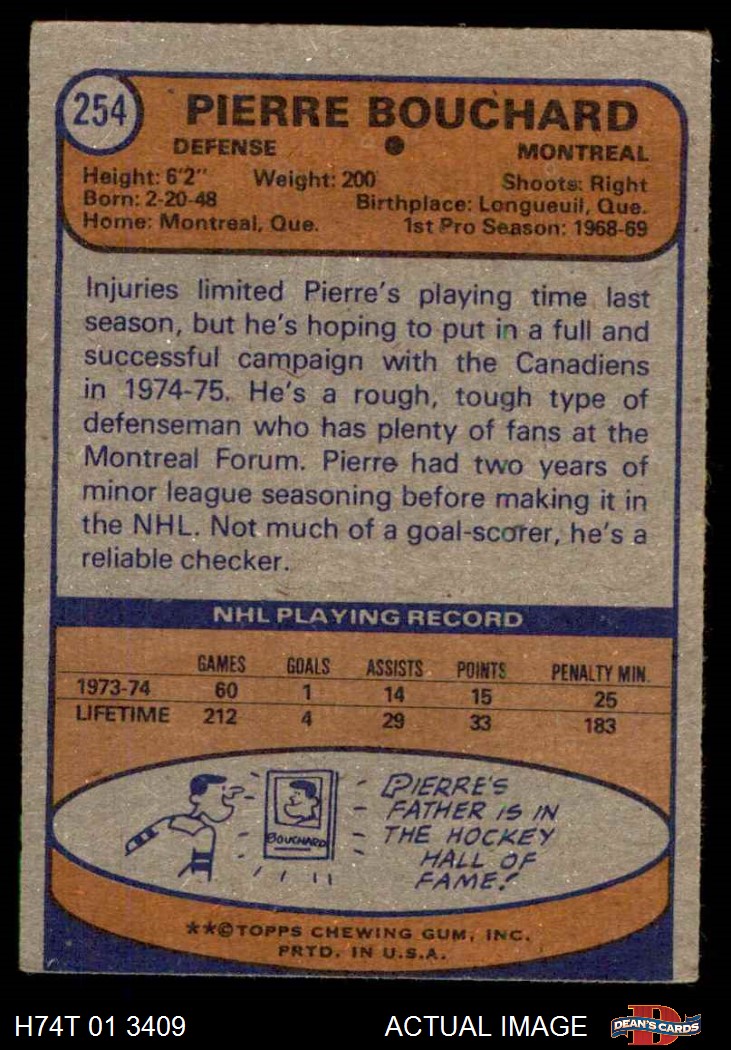 254
PIERRE BOUCHARD
DEFENSE
MONTREAL
Height: 6'2" Weight: 200 Shoots: Right
Born: 2-20-48 Birthplace: Longueuil, Que.
Home: Montreal, Que. 1st Pro Season: 1968-69
Injuries limited Pierre's playing time last
season, but he's hoping to put in a full and
successful campaign with the Canadiens
in 1974-75. He's a rough, tough type of
defenseman who has plenty of fans at the
Montreal Forum. Pierre had two years of
minor league seasoning before making it in
the NHL. Not much of a goal-scorer, he's a
reliable checker.
NHL PLAYING RECORD
GAMES GOALS ASSISTS POINTS PENALTY MIN.
1973-74 60 1 14 15 25
LIFETIME 212 4 29 33 183
BOUCHARD
PIERRE'S
FATHER IS IN
THE HOCKEY
HALL OF
FAME!
**©TOPPS CHEWING GUM, INC.
PRTD. IN U.S.A.
H74T 01 3409 ACTUAL IMAGE
DEAN'S CARDS